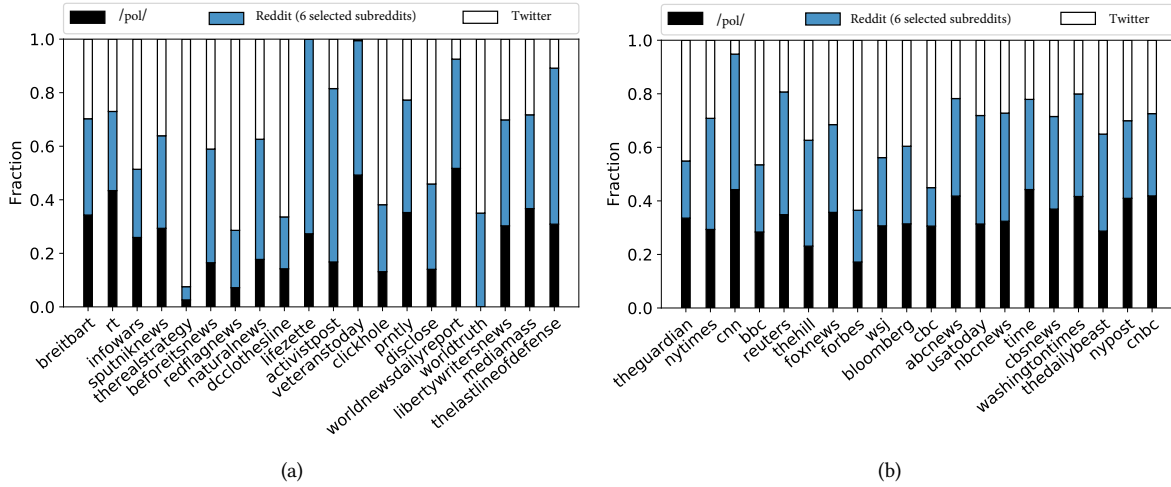 /pol/ Reddit (6 selected subreddits) Twitter
1.0
0.8
0.6
0.4
0.2
0.0
Fraction
breitbart
rt
infowars
sputniknews
therealstrategy
beforeitsnews
redflagnews
naturalnews
dcclothesline
lifezette
activistpost
veteranstoday
clickhole
prntly
disclose
worldnewsdailyreport
worldtruth
libertywritersnews
mediamass
thelastlineofdefense
(a)
/pol/ Reddit (6 selected subreddits) Twitter
1.0
0.8
0.6
0.4
0.2
0.0
Fraction
theguardian
nytimes
cnn
bbc
reuters
thehill
foxnews
forbes
wsj
bloomberg
cbc
abcnews
usatoday
nbcnews
time
cbsnews
washingtontimes
thedailybeast
nypost
cnbc
(b)